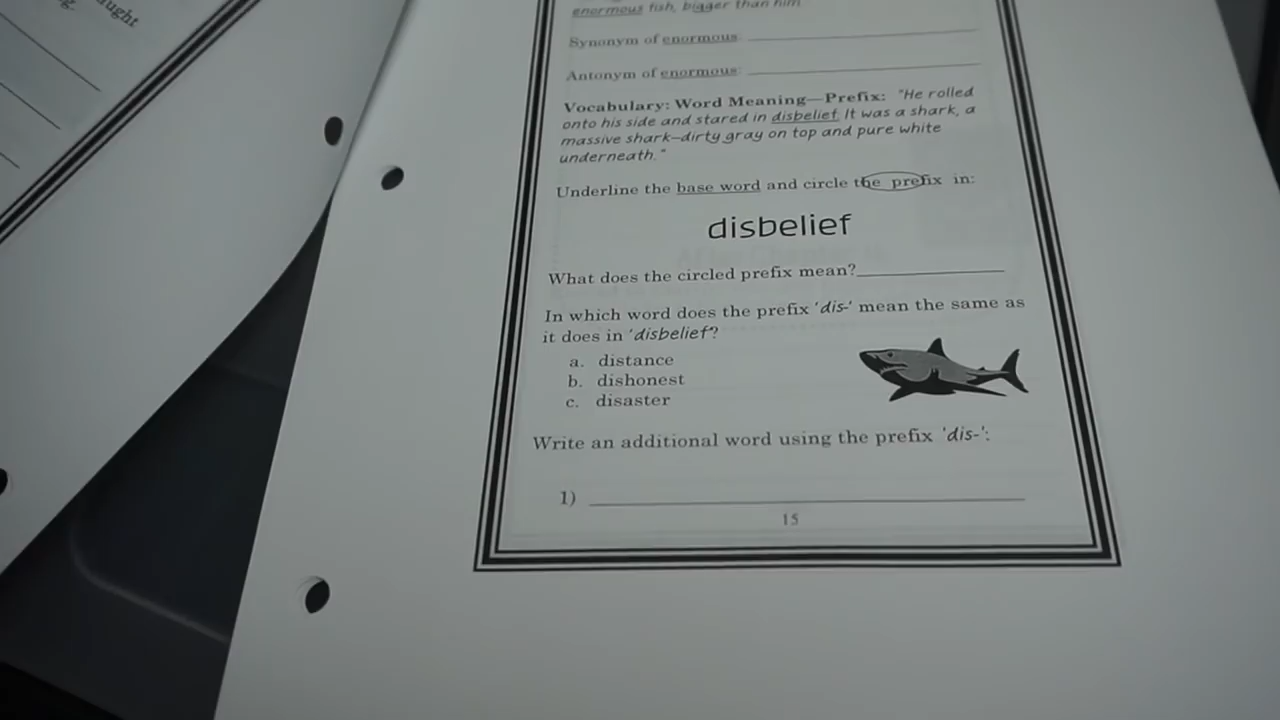 aught
enormous fish, bigger than him
Synonym of enormous:
Antonym of enormous:
Vocabulary: Word Meaning—Prefix: "He rolled
onto his side and stared in disbelief. It was a shark, a
massive shark—dirty gray on top and pure white
underneath."
Underline the base word and circle the prefix in:
disbelief
What does the circled prefix mean?
In which word does the prefix 'dis-' mean the same as
it does in 'disbelief'?
a. distance
b. dishonest
c. disaster
Write an additional word using the prefix 'dis-':
1)
15